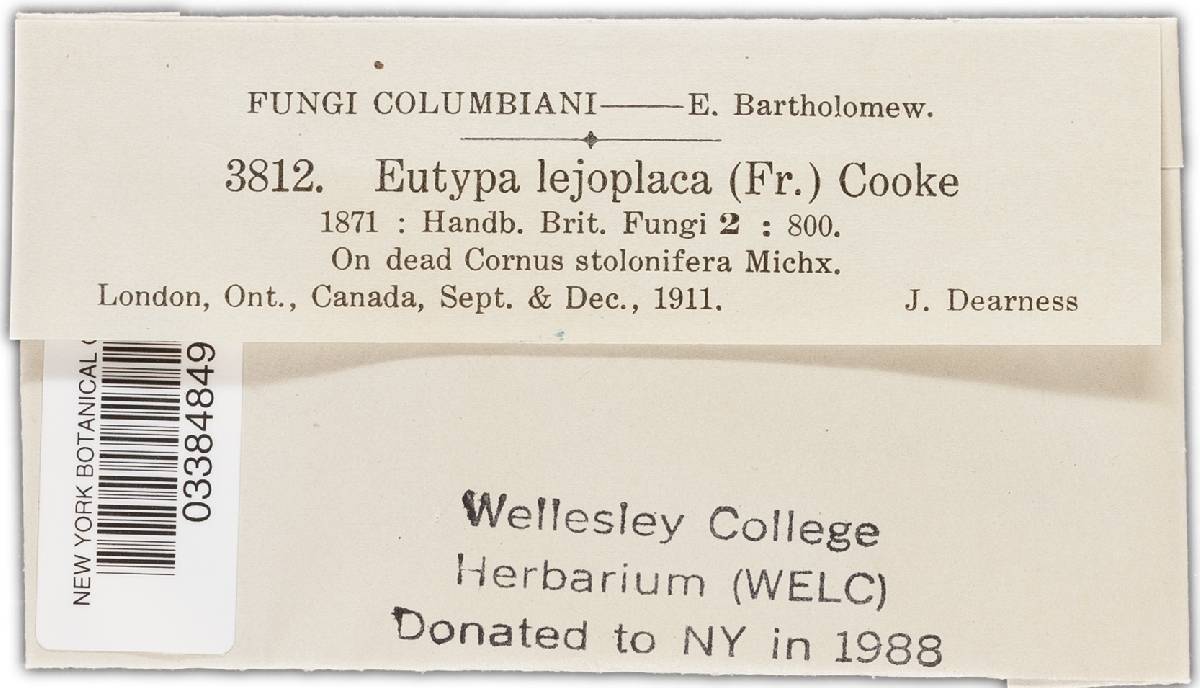 FUNGI COLUMBIANI——E. Bartholomew.
3812. Eutypa lejoplaca (Fr.) Cooke
1871 : Handb. Brit. Fungi 2 : 800.
On dead Cornus stolonifera Michx.
London, Ont., Canada, Sept. & Dec., 1911. J. Dearness
NEW YORK BOTANICAL
03384849
Wellesley College
Herbarium (WELC)
Donated to NY in 1988